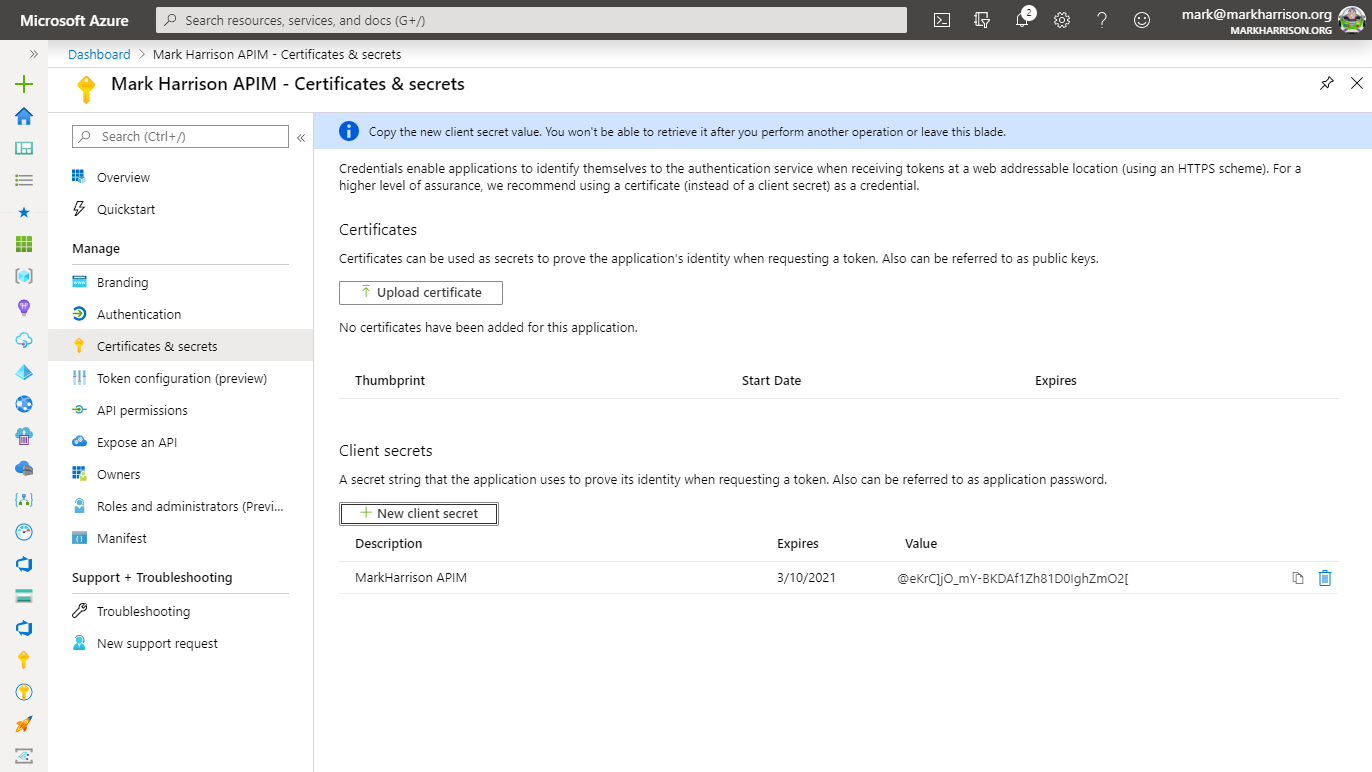 Microsoft Azure
Search resources, services, and docs (G+/)
2
mark@markharrison.org
MARKHARRISON.ORG
Dashboard > Mark Harrison APIM - Certificates & secrets
Mark Harrison APIM - Certificates & secrets
Search (Ctrl+/)
Overview
Quickstart
Manage
Branding
Authentication
Certificates & secrets
Token configuration (preview)
API permissions
Expose an API
Owners
Roles and administrators (Previ...
Manifest
Support + Troubleshooting
Troubleshooting
New support request
Copy the new client secret value. You won't be able to retrieve it after you perform another operation or leave this blade.
Credentials enable applications to identify themselves to the authentication service when receiving tokens at a web addressable location (using an HTTPS scheme). For a
higher level of assurance, we recommend using a certificate (instead of a client secret) as a credential.
Certificates
Certificates can be used as secrets to prove the application's identity when requesting a token. Also can be referred to as public keys.
Upload certificate
No certificates have been added for this application.
Thumbprint Start Date Expires
Client secrets
A secret string that the application uses to prove its identity when requesting a token. Also can be referred to as application password.
New client secret
Description Expires Value
MarkHarrison APIM 3/10/2021 @eKrC]jO_mY-BKDAf1Zh81D0IghZmO2[